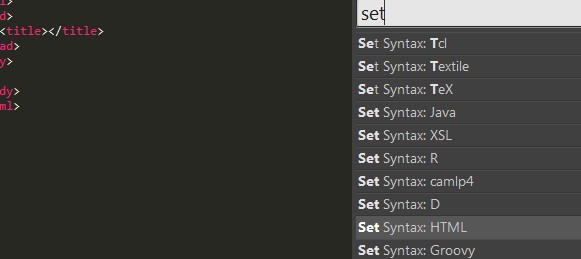 l>
d>
<title></title>
ad>
y>
dy>
ml>
set
Set Syntax: Tcl
Set Syntax: Textile
Set Syntax: TeX
Set Syntax: Java
Set Syntax: XSL
Set Syntax: R
Set Syntax: camlp4
Set Syntax: D
Set Syntax: HTML
Set Syntax: Groovy